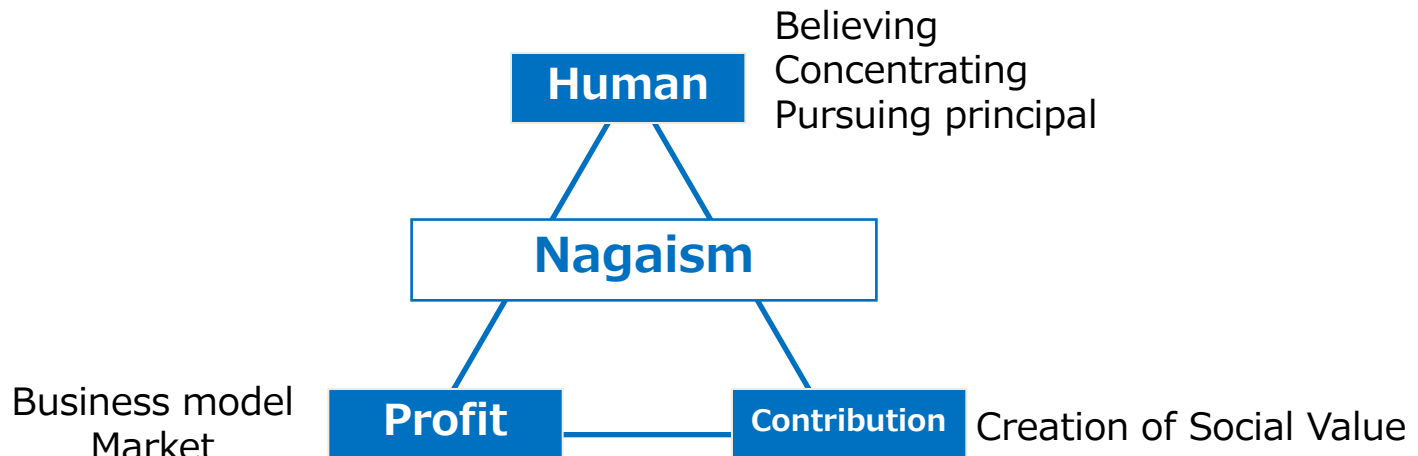 Human
Believing
Concentrating
Pursuing principal
Nagaism
Business model
Market
Profit
Contribution
Creation of Social Value